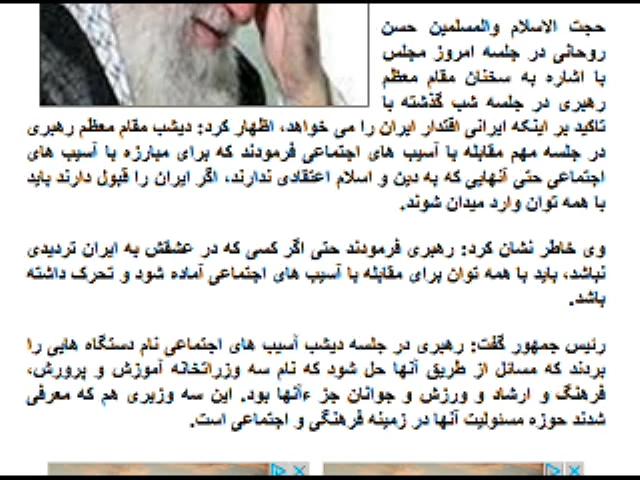 حجت الاسلام والمسلمین حسن
روحانی در جلسه امروز مجلس
با اشاره به سخنان مقام معظم
رهبری در جلسه شب گذشته با
تاکید بر اینکه ایرانی اقتدار ایران را می خواهد، اظهار کرد: دیشب مقام معظم رهبری
در جلسه مهم مقابله با آسیب های اجتماعی فرمودند که برای مبارزه با آسیب های
اجتماعی حتی آنهایی که به دین و اسلام اعتقادی ندارند، اگر ایران را قبول دارند باید
با همه توان وارد میدان شوند.
وی خاطر نشان کرد: رهبری فرمودند حتی اگر کسی که در عشقش به ایران تردیدی
نباشد، باید با همه توان برای مقابله با آسیب های اجتماعی آماده شود و تحرک داشته
باشد.
رئیس جمهور گفت: رهبری در جلسه دیشب آسیب های اجتماعی نام دستگاه هایی را
بردند که مسائل از طریق آنها حل شود که نام سه وزراتخانه آموزش و پرورش،
فرهنگ و ارشاد و ورزش و جوانان جز ءآنها بود. این سه وزیری هم که معرفی
شدند حوزه مسئولیت آنها در زمینه فرهنگی و اجتماعی است.